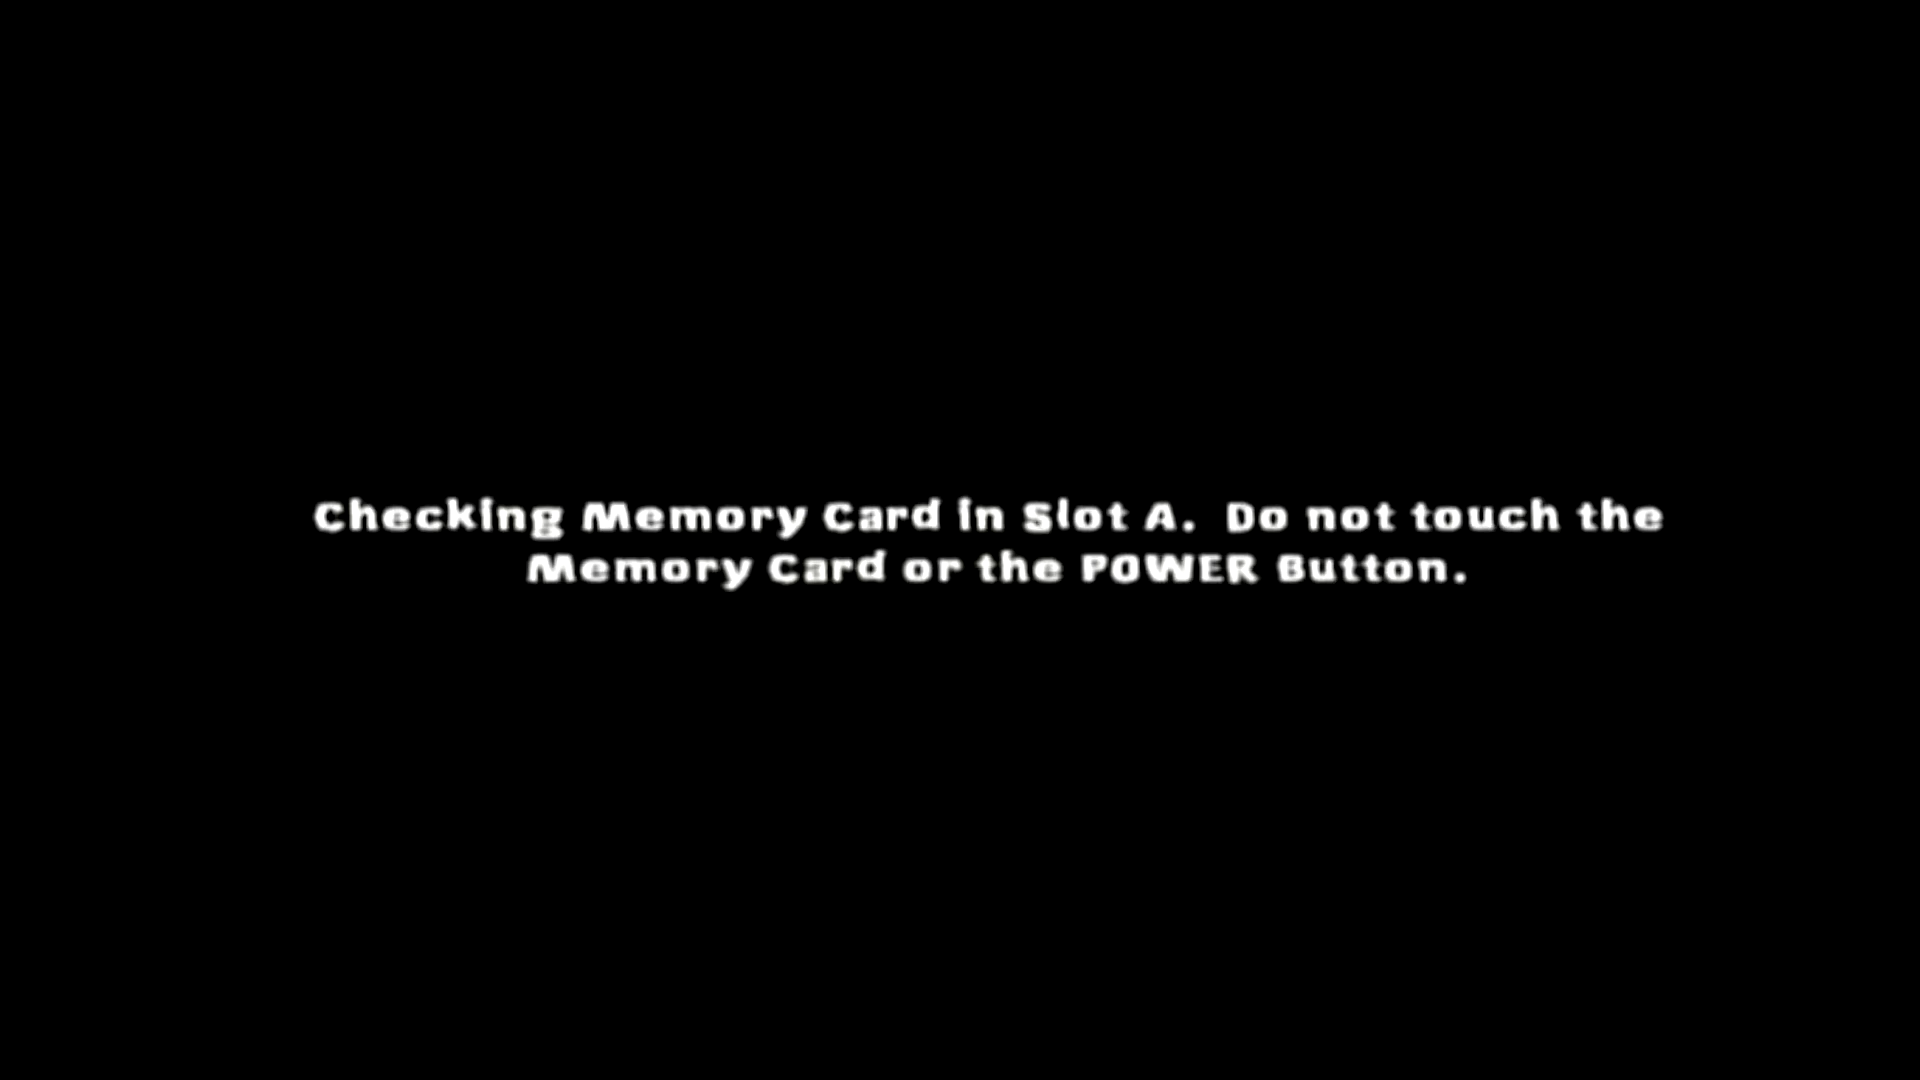 Checking Memory Card in Slot A.  Do not touch the
Memory Card or the POWER Button.